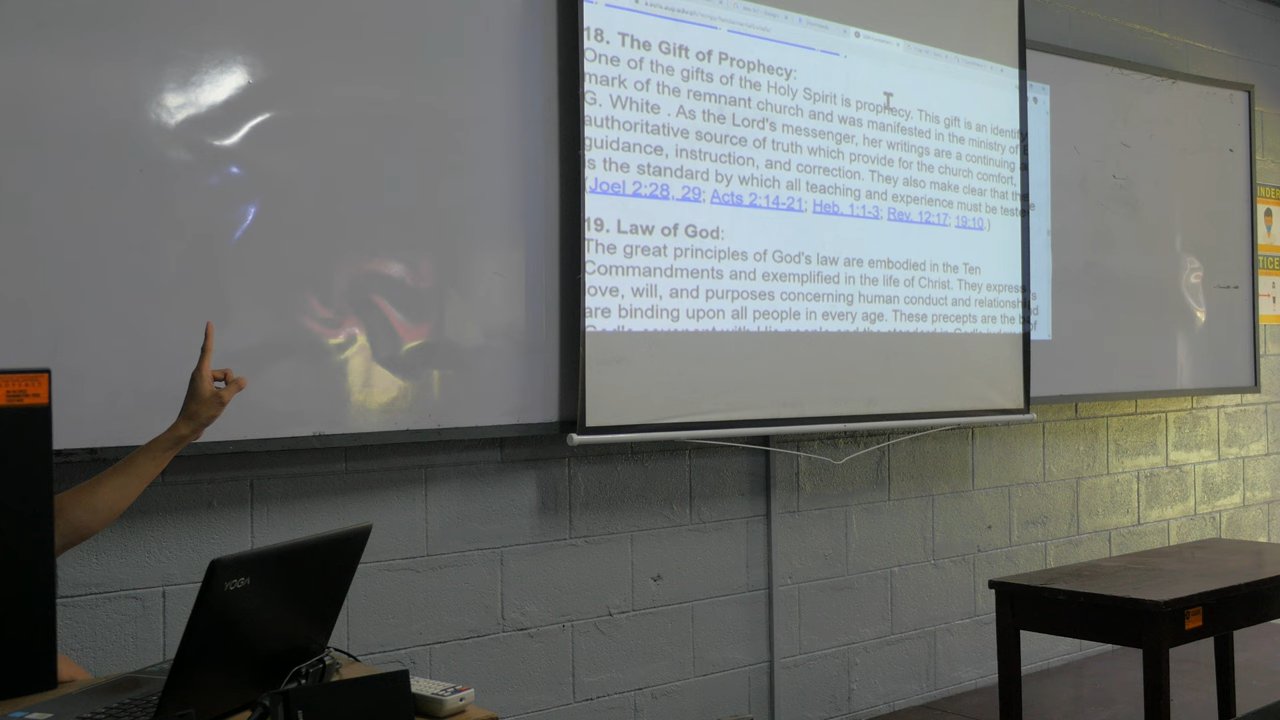 18. The Gift of Prophecy:
One of the gifts of the Holy Spirit is prophecy. This gift is an identify
mark of the remnant church and was manifested in the ministry of E
G. White . As the Lord's messenger, her writings are a continuing
authoritative source of truth which provide for the church comfort,
guidance, instruction, and correction. They also make clear that the
is the standard by which all teaching and experience must be teste
(Joel 2:28, 29; Acts 2:14-21; Heb. 1:1-3; Rev. 12:17; 19:10.)
19. Law of God:
The great principles of God's law are embodied in the Ten
Commandments and exemplified in the life of Christ. They express
love, will, and purposes concerning human conduct and relationshi
are binding upon all people in every age. These precepts are the b
YOGA